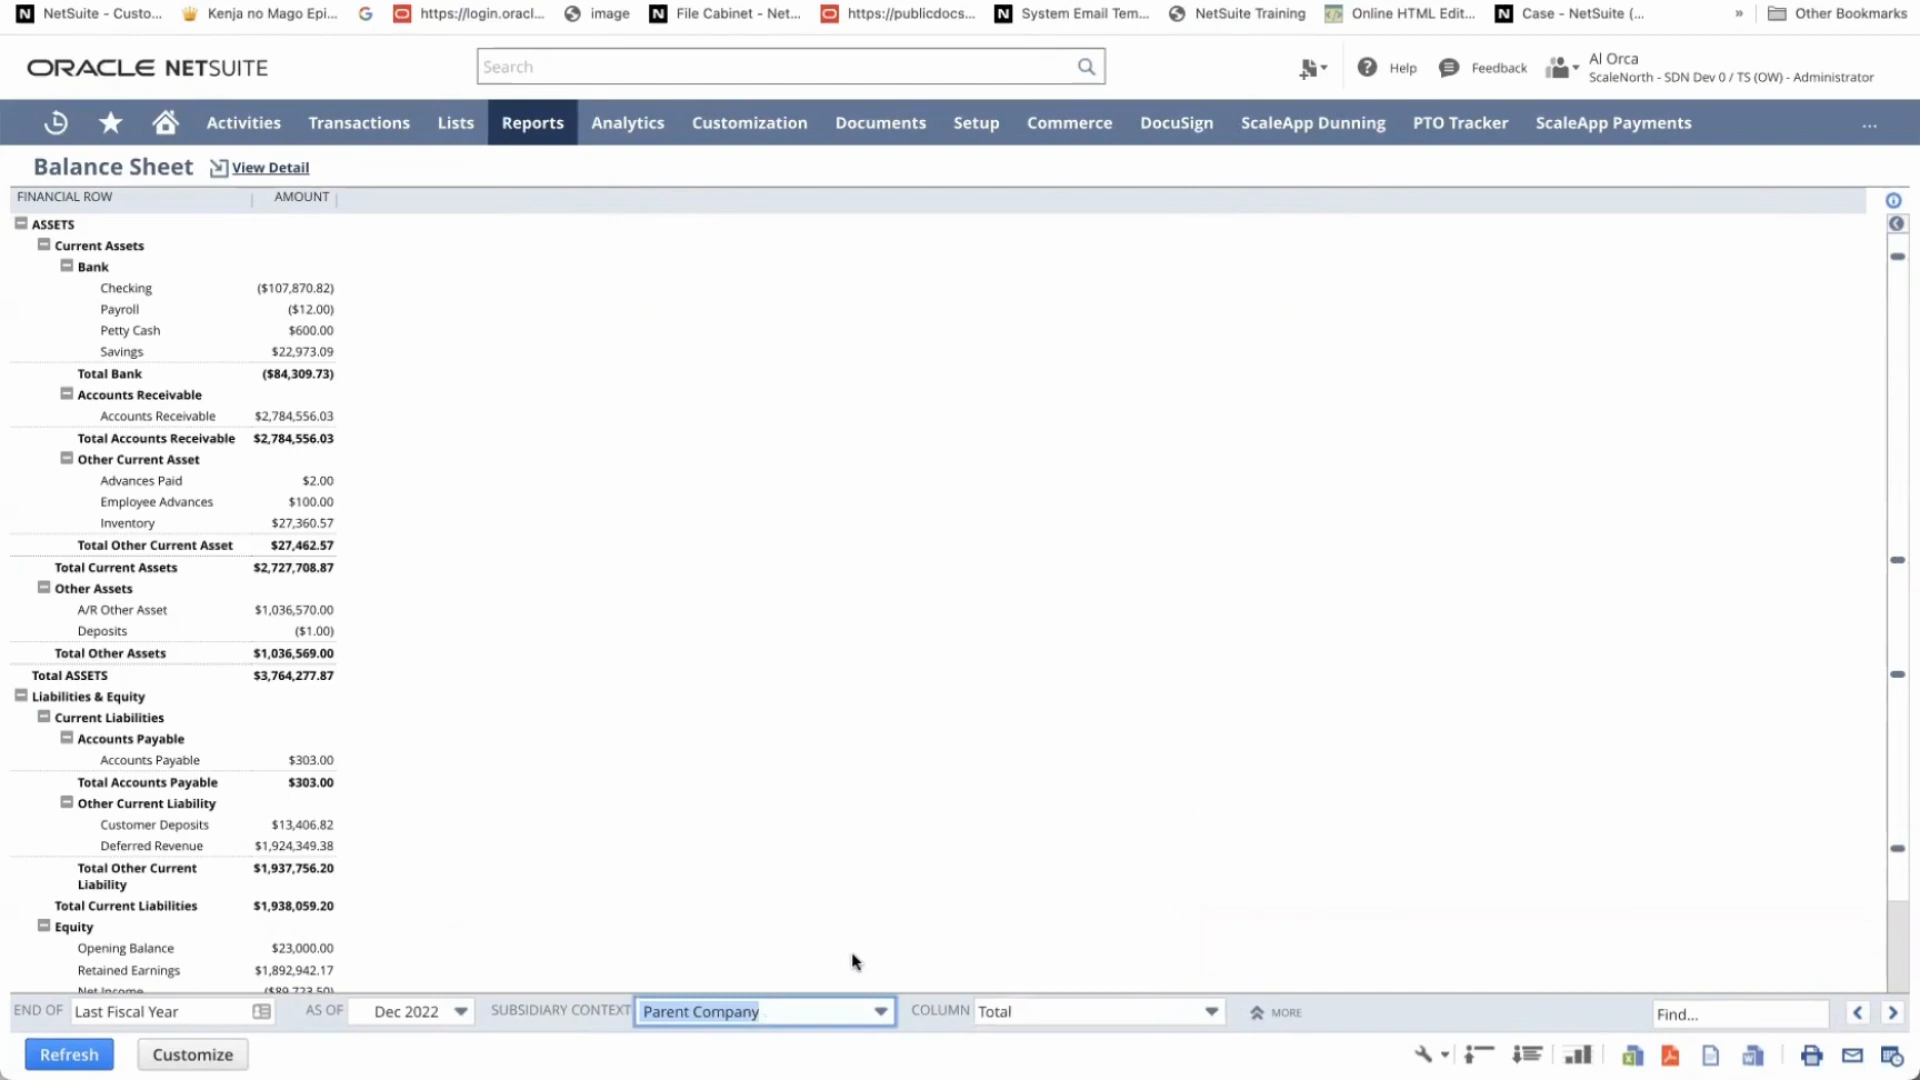 NetSuite - Custo...
Kenja no Mago Epi...
https://login.oracl...
image
File Cabinet - Net...
https://publicdocs...
System Email Tem...
NetSuite Training
Online HTML Edit...
Case - NetSuite (...
»
Other Bookmarks
ORACLE NETSUITE
Search
Help
Feedback
Al Orca
ScaleNorth - SDN Dev 0 / TS (OW) - Administrator
Activities
Transactions
Lists
Reports
Analytics
Customization
Documents
Setup
Commerce
DocuSign
ScaleApp Dunning
PTO Tracker
ScaleApp Payments
...
Balance Sheet View Detail
FINANCIAL ROW AMOUNT
ASSETS
Current Assets
Bank
Checking ($107,870.82)
Payroll ($12.00)
Petty Cash $600.00
Savings $22,973.09
Total Bank ($84,309.73)
Accounts Receivable
Accounts Receivable $2,784,556.03
Total Accounts Receivable $2,784,556.03
Other Current Asset
Advances Paid $2.00
Employee Advances $100.00
Inventory $27,360.57
Total Other Current Asset $27,462.57
Total Current Assets $2,727,708.87
Other Assets
A/R Other Asset $1,036,570.00
Deposits ($1.00)
Total Other Assets $1,036,569.00
Total ASSETS $3,764,277.87
Liabilities & Equity
Current Liabilities
Accounts Payable
Accounts Payable $303.00
Total Accounts Payable $303.00
Other Current Liability
Customer Deposits $13,406.82
Deferred Revenue $1,924,349.38
Total Other Current $1,937,756.20
Liability
Total Current Liabilities $1,938,059.20
Equity
Opening Balance $23,000.00
Retained Earnings $1,892,942.17
Net Income ($89,723.50)
END OF Last Fiscal Year AS OF Dec 2022 SUBSIDIARY CONTEXT Parent Company COLUMN Total MORE Find...
Refresh Customize